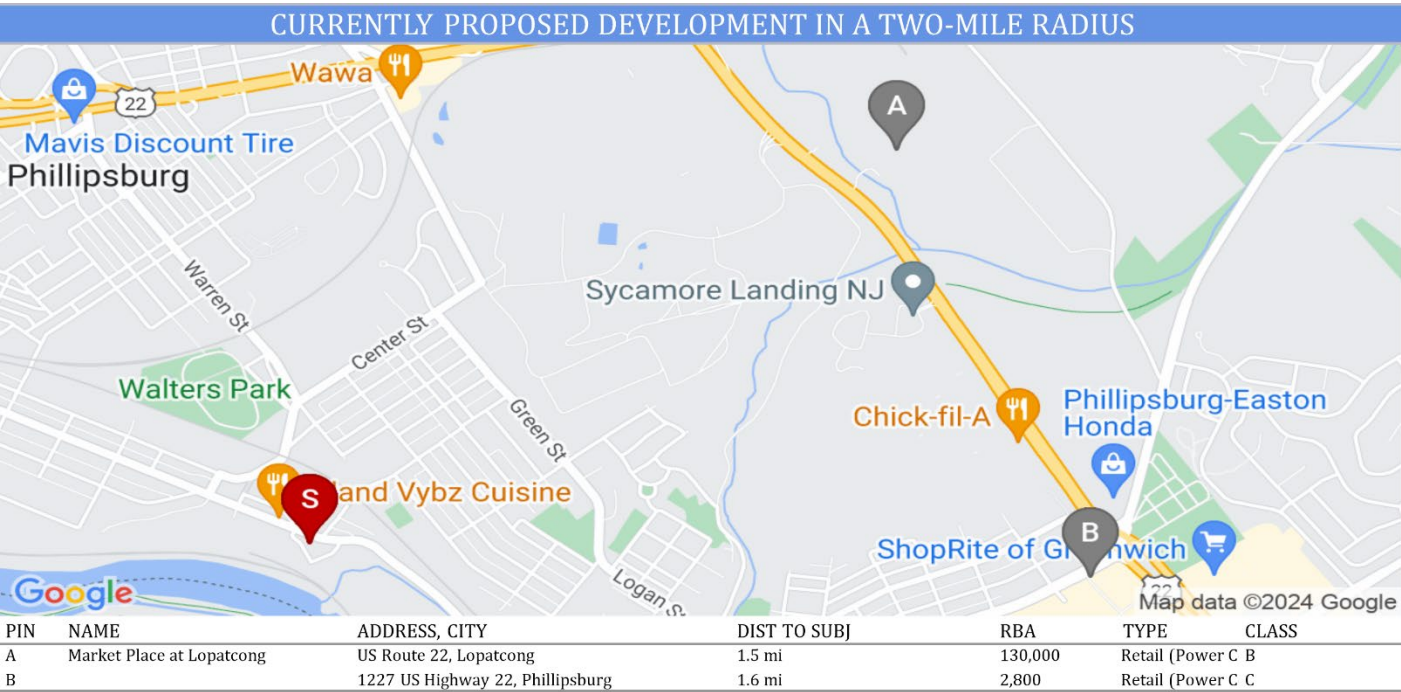 CURRENTLY PROPOSED DEVELOPMENT IN A TWO-MILE RADIUS
Wawa
22
A
Mavis Discount Tire
Phillipsburg
Warren St
Sycamore Landing NJ
Center St
Walters Park
Green St
Chick-fil-A
Phillipsburg-Easton
Honda
S
land Vybz Cuisine
B
ShopRite of Gr nwich
Logan S
22
Google
Map data ©2024 Google
PIN NAME ADDRESS, CITY DIST TO SUBJ RBA TYPE CLASS
A Market Place at Lopatcong US Route 22, Lopatcong 1.5 mi 130,000 Retail (Power C B
B 1227 US Highway 22, Phillipsburg 1.6 mi 2,800 Retail (Power C C